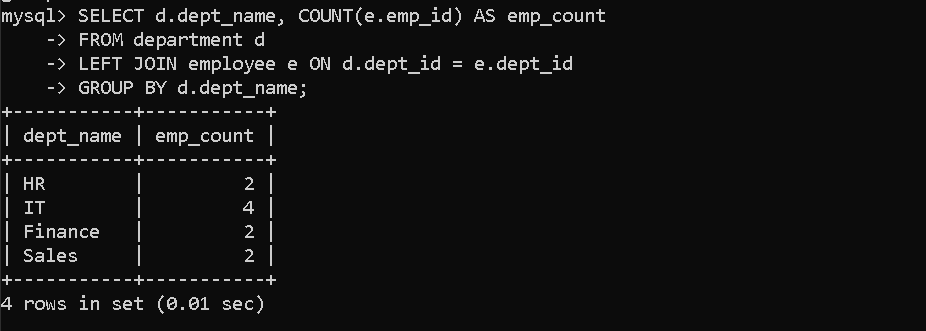 mysql> SELECT d.dept_name, COUNT(e.emp_id) AS emp_count
    -> FROM department d
    -> LEFT JOIN employee e ON d.dept_id = e.dept_id
    -> GROUP BY d.dept_name;
+-----------+-----------+
| dept_name | emp_count |
+-----------+-----------+
| HR        |         2 |
| IT        |         4 |
| Finance   |         2 |
| Sales     |         2 |
+-----------+-----------+
4 rows in set (0.01 sec)